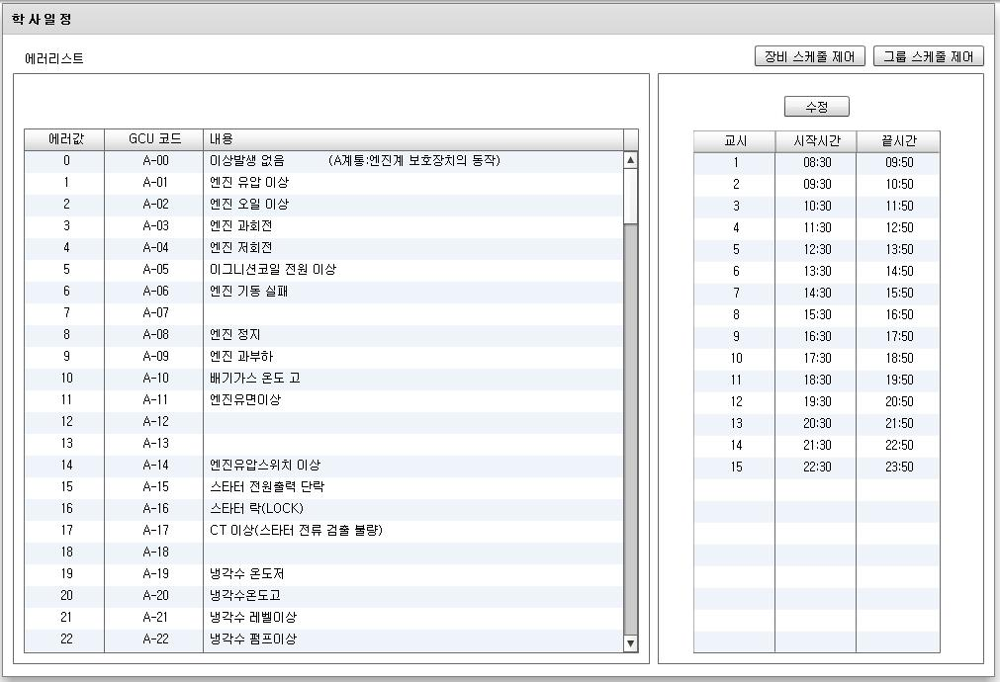 학사일정
에러리스트
장비 스케줄 제어 그룹 스케줄 제어
수정
에러값 GCU 코드 내용
0 A-00 이상발생 없음 (A계통:엔진계 보호장치의 동작)
1 A-01 엔진 유압 이상
2 A-02 엔진 오일 이상
3 A-03 엔진 과회전
4 A-04 엔진 저회전
5 A-05 이그니션코일 전원 이상
6 A-06 엔진 기동 실패
7 A-07
8 A-08 엔진 정지
9 A-09 엔진 과부하
10 A-10 배기가스 온도 고
11 A-11 엔진유면이상
12 A-12
13 A-13
14 A-14 엔진유압스위치 이상
15 A-15 스타터 전원출력 단락
16 A-16 스타터 락(LOCK)
17 A-17 CT 이상(스타터 전류 검출 불량)
18 A-18
19 A-19 냉각수 온도저
20 A-20 냉각수온도고
21 A-21 냉각수 레벨이상
22 A-22 냉각수 펌프이상
교시 시작시간 끝시간
1 08:30 09:50
2 09:30 10:50
3 10:30 11:50
4 11:30 12:50
5 12:30 13:50
6 13:30 14:50
7 14:30 15:50
8 15:30 16:50
9 16:30 17:50
10 17:30 18:50
11 18:30 19:50
12 19:30 20:50
13 20:30 21:50
14 21:30 22:50
15 22:30 23:50